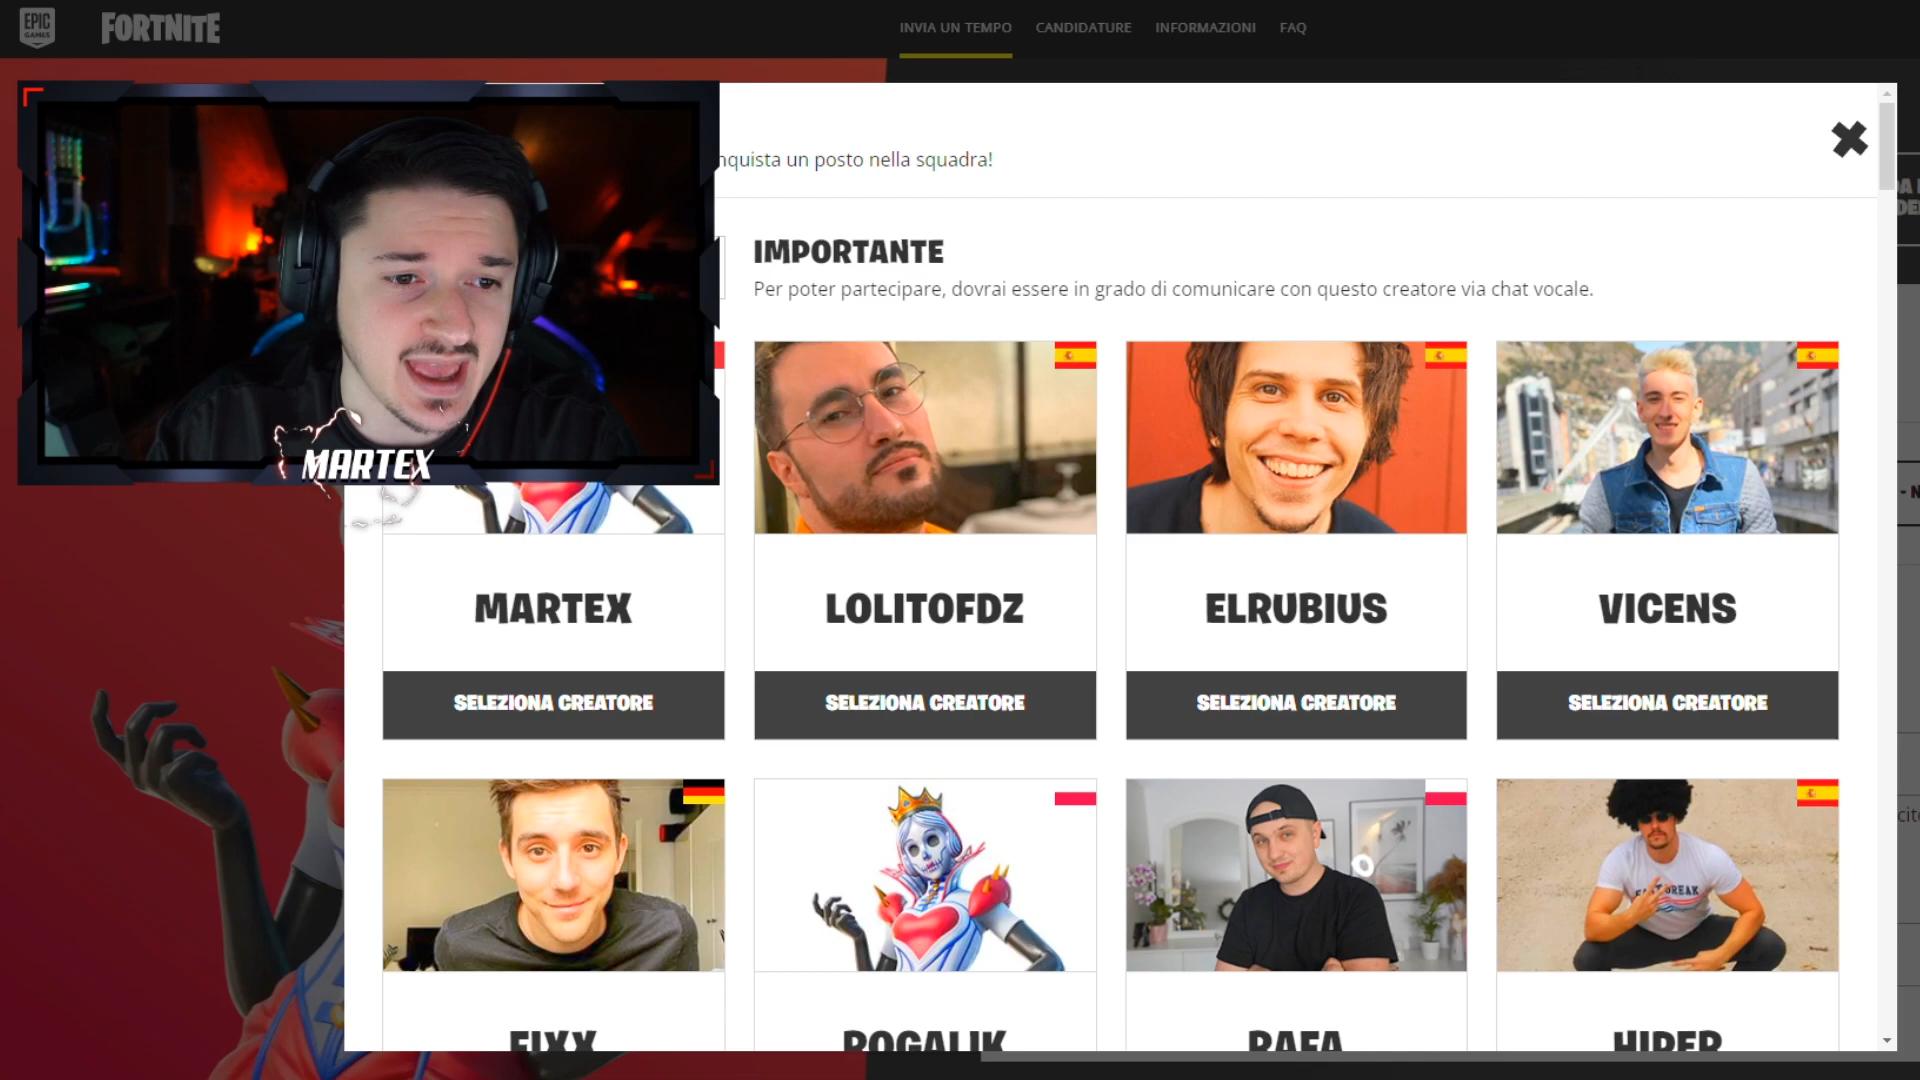 EPIC
GAMES
FORTNITE
INVIA UN TEMPO
CANDIDATURE
INFORMAZIONI
FAQ
nquista un posto nella squadra!
IMPORTANTE
Per poter partecipare, dovrai essere in grado di comunicare con questo creatore via chat vocale.
MARTEX
MARTEX
LOLITOFDZ
ELRUBIUS
VICENS
SELEZIONA CREATORE
SELEZIONA CREATORE
SELEZIONA CREATORE
SELEZIONA CREATORE
FIXX
ROGALIK
RAFA
HIPER